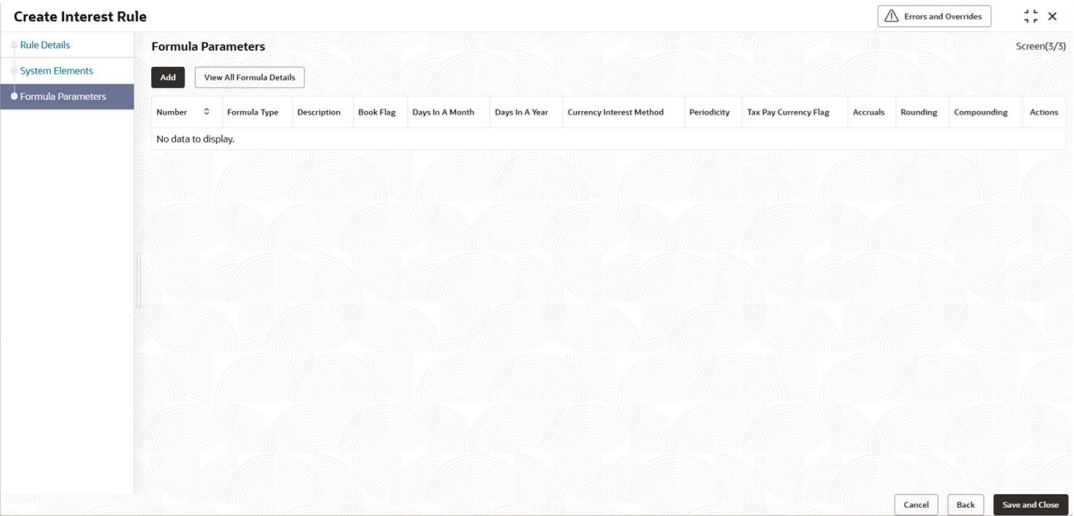 Create Interest Rule
Errors and Overrides
Rule Details
System Elements
Formula Parameters
Formula Parameters
Screen(3/3)
Add
View All Formula Details
Number Formula Type Description Book Flag Days In A Month Days In A Year Currency Interest Method Periodicity Tax Pay Currency Flag Accruals Rounding Compounding Actions
No data to display.
Cancel
Back
Save and Close